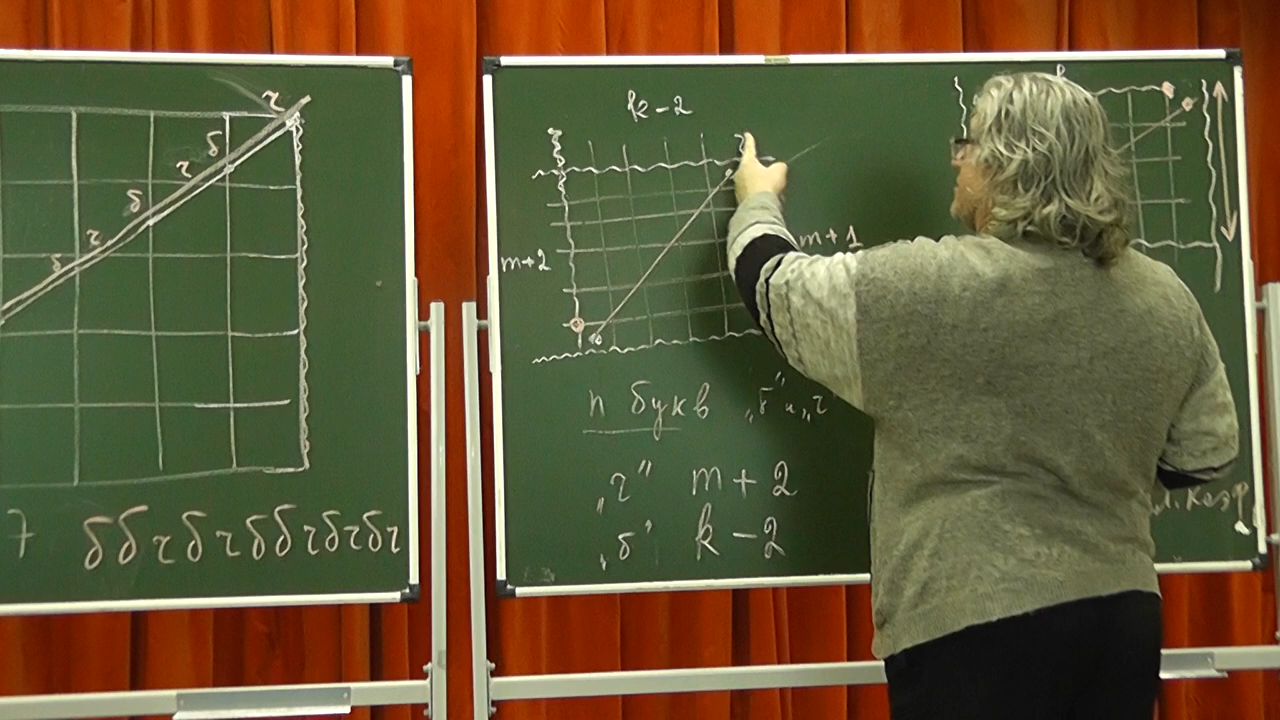 г
б
г
б
г
б
7 ббгбгббгбгбг
k-2
m+2
m+1
n букв „б" и „г"
„г" m+2
„б" k-2